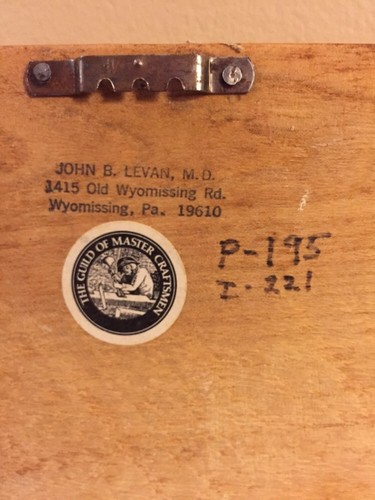 JOHN B. LEVAN, M.D.
1415 Old Wyomissing Rd.
Wyomissing, Pa. 19610
THE GUILD OF MASTER CRAFTSMEN
P-195
I-221